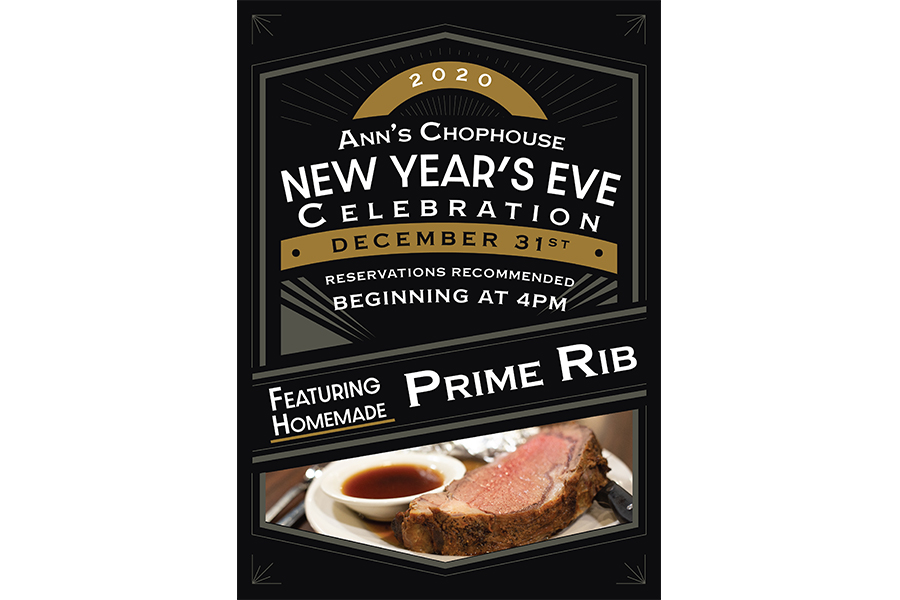 2020
Ann's Chophouse
NEW YEAR'S EVE
CELEBRATION
DECEMBER 31ST
RESERVATIONS RECOMMENDED
BEGINNING AT 4PM
Featuring
Homemade
Prime Rib